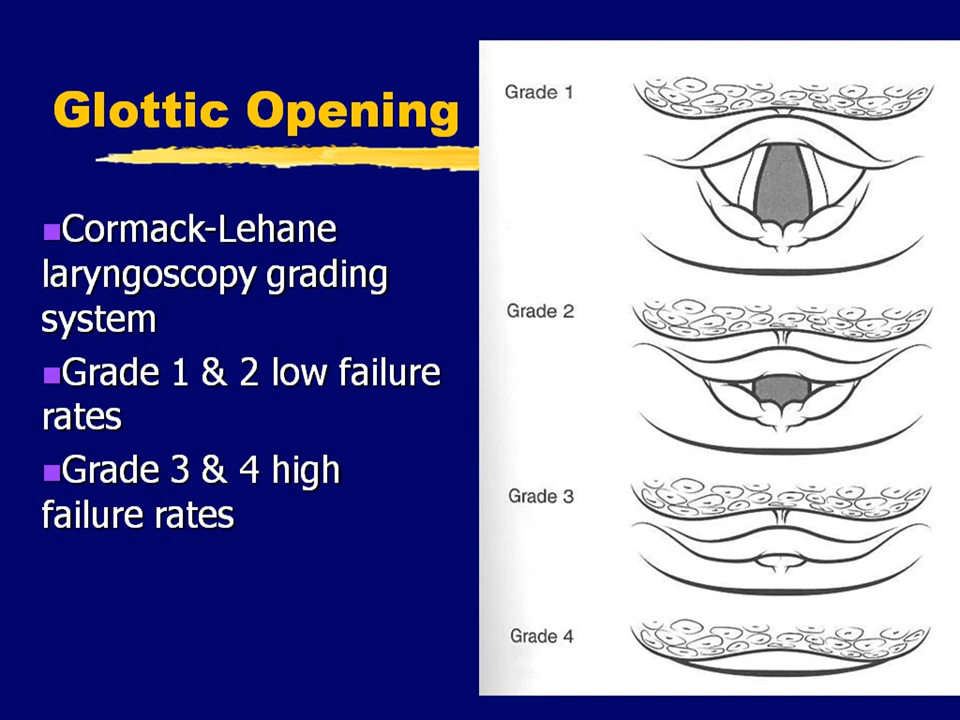 Glottic Opening
Cormack-Lehane
laryngoscopy grading
system
Grade 1 & 2 low failure
rates
Grade 3 & 4 high
failure rates
Grade 1
Grade 2
Grade 3
Grade 4